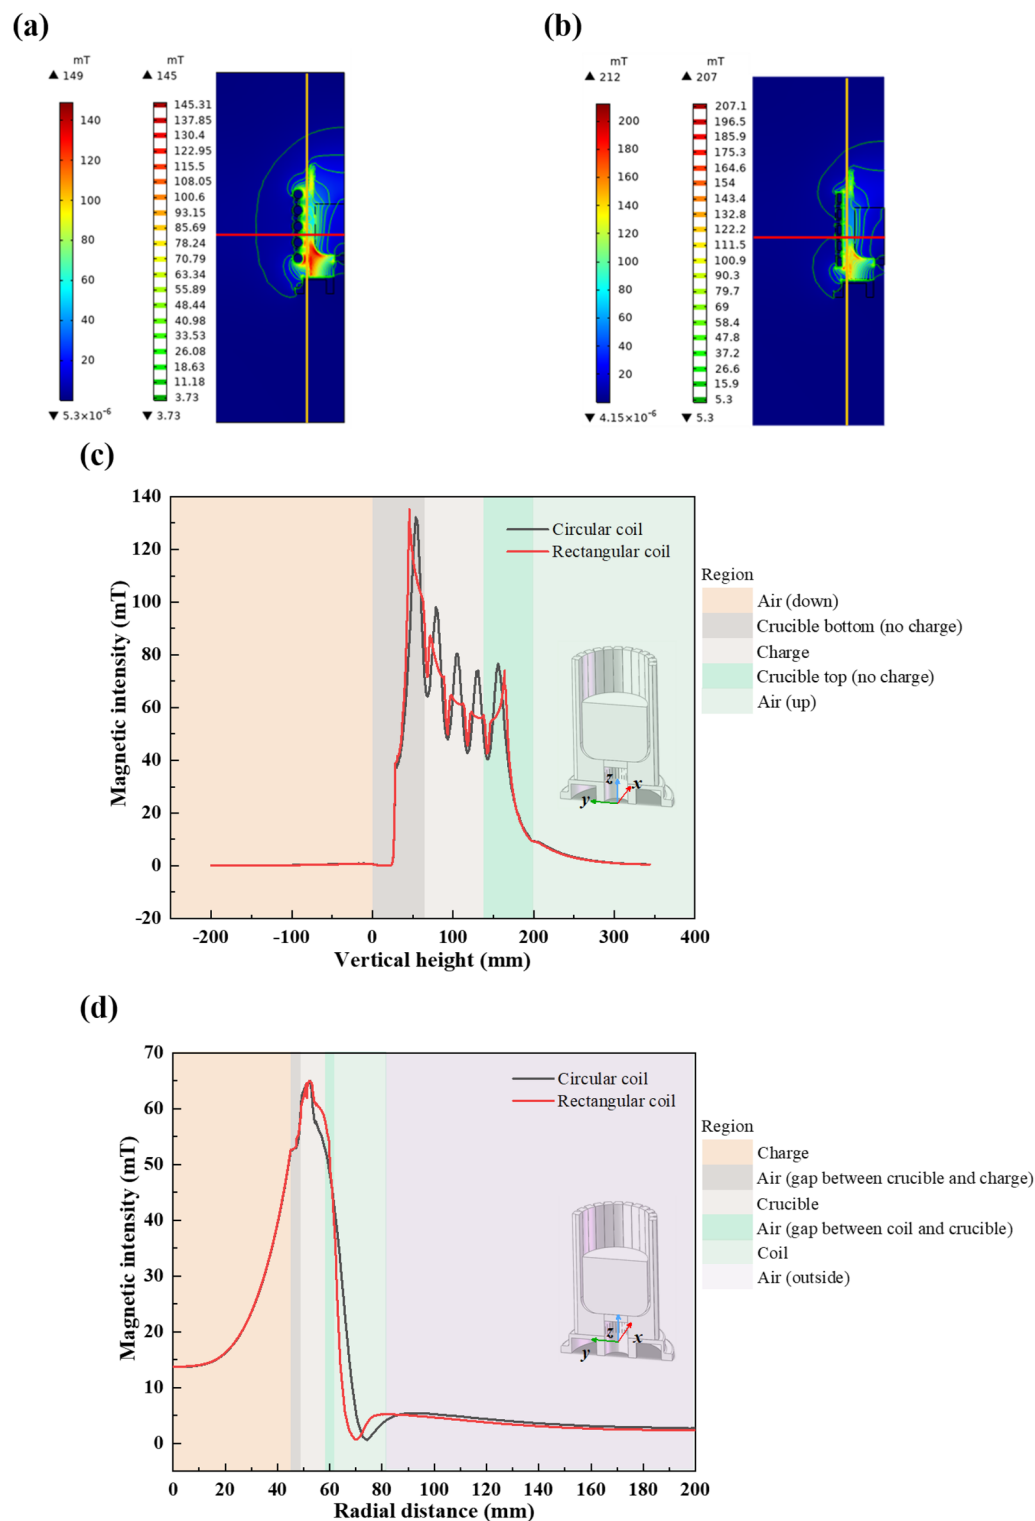 (a)
(b)
mT
▲ 149
mT
▲ 145
140
120
100
80
60
40
20
▼ 5.3×10⁻⁶
145.31
137.85
130.4
122.95
115.5
108.05
100.6
93.15
85.69
78.24
70.79
63.34
55.89
48.44
40.98
33.53
26.08
18.63
11.18
3.73
▼ 3.73
mT
▲ 212
mT
▲ 207
200
180
160
140
120
100
80
60
40
20
▼ 4.15×10⁻⁶
207.1
196.5
185.9
175.3
164.6
154
143.4
132.8
122.2
111.5
100.9
90.3
79.7
69
58.4
47.8
37.2
26.6
15.9
5.3
▼ 5.3
(c)
Magnetic intensity (mT)
140
120
100
80
60
40
20
0
-20
-200
-100
0
100
200
300
400
Vertical height (mm)
Circular coil
Rectangular coil
z
x
y
Region
Air (down)
Crucible bottom (no charge)
Charge
Crucible top (no charge)
Air (up)
(d)
Magnetic intensity (mT)
70
60
50
40
30
20
10
0
0
20
40
60
80
100
120
140
160
180
200
Radial distance (mm)
Circular coil
Rectangular coil
z
x
y
Region
Charge
Air (gap between crucible and charge)
Crucible
Air (gap between coil and crucible)
Coil
Air (outside)